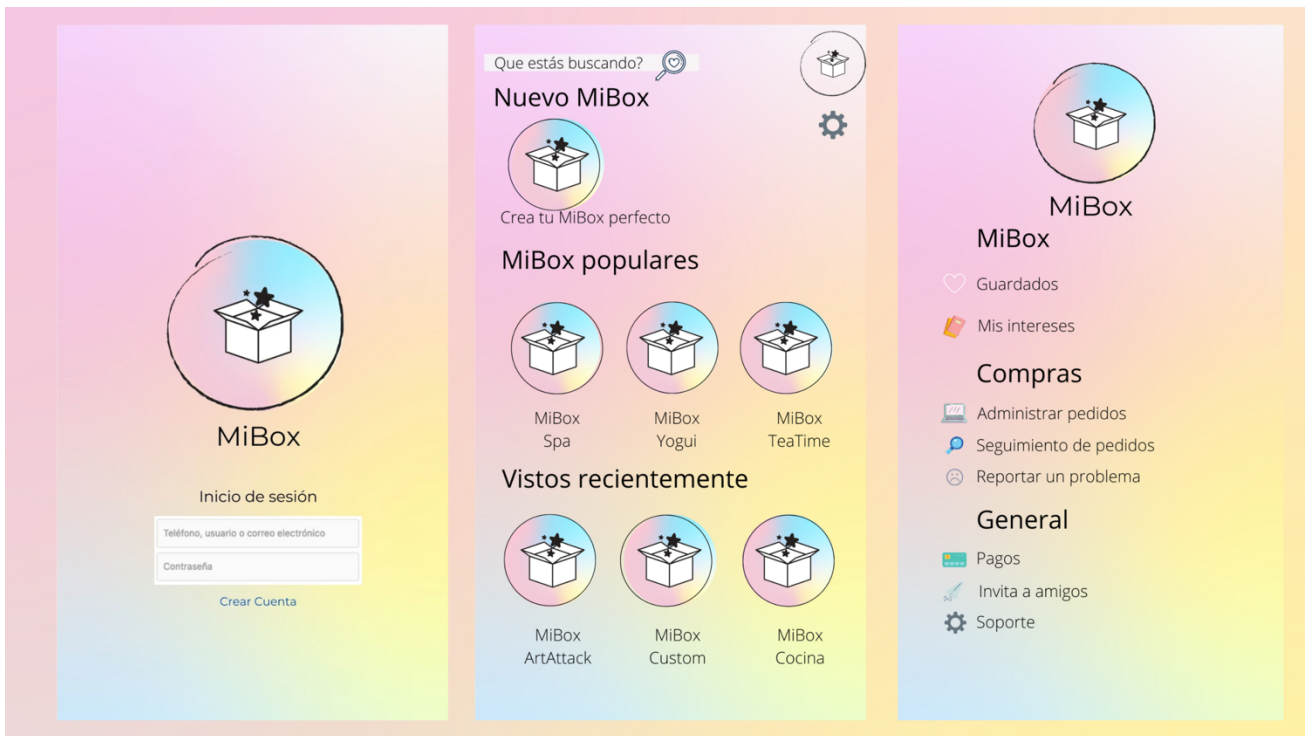 MiBox
Inicio de sesión
Teléfono, usuario o correo electrónico
Contraseña
Crear Cuenta
Que estás buscando?
Nuevo MiBox
Crea tu MiBox perfecto
MiBox populares
MiBox
Spa
MiBox
Yogui
MiBox
TeaTime
Vistos recientemente
MiBox
ArtAttack
MiBox
Custom
MiBox
Cocina
MiBox
MiBox
Guardados
Mis intereses
Compras
Administrar pedidos
Seguimiento de pedidos
Reportar un problema
General
Pagos
Invita a amigos
Soporte